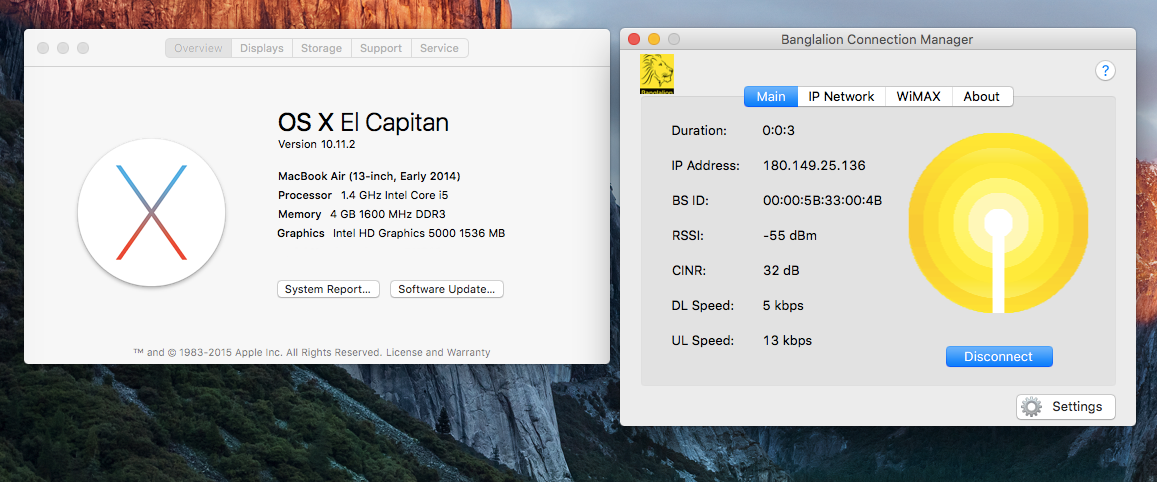 Overview Displays Storage Support Service
OS X El Capitan
Version 10.11.2
MacBook Air (13-inch, Early 2014)
Processor 1.4 GHz Intel Core i5
Memory 4 GB 1600 MHz DDR3
Graphics Intel HD Graphics 5000 1536 MB
System Report... Software Update...
™ and © 1983-2015 Apple Inc. All Rights Reserved. License and Warranty
Banglalion Connection Manager
Banglalion
?
Main IP Network WiMAX About
Duration: 0:0:3
IP Address: 180.149.25.136
BS ID: 00:00:5B:33:00:4B
RSSI: -55 dBm
CINR: 32 dB
DL Speed: 5 kbps
UL Speed: 13 kbps
Disconnect
Settings